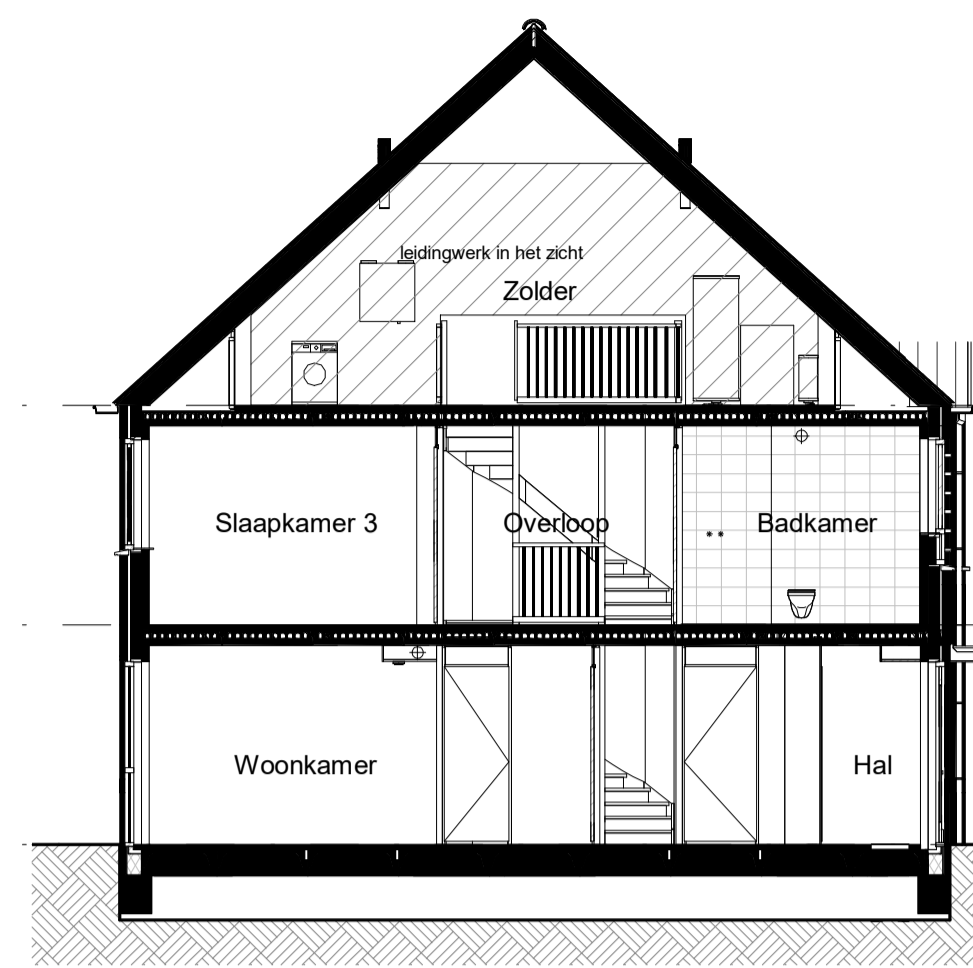 leidingwerk in het zicht
Zolder
Slaapkamer 3
Overloop
Badkamer
Woonkamer
Hal